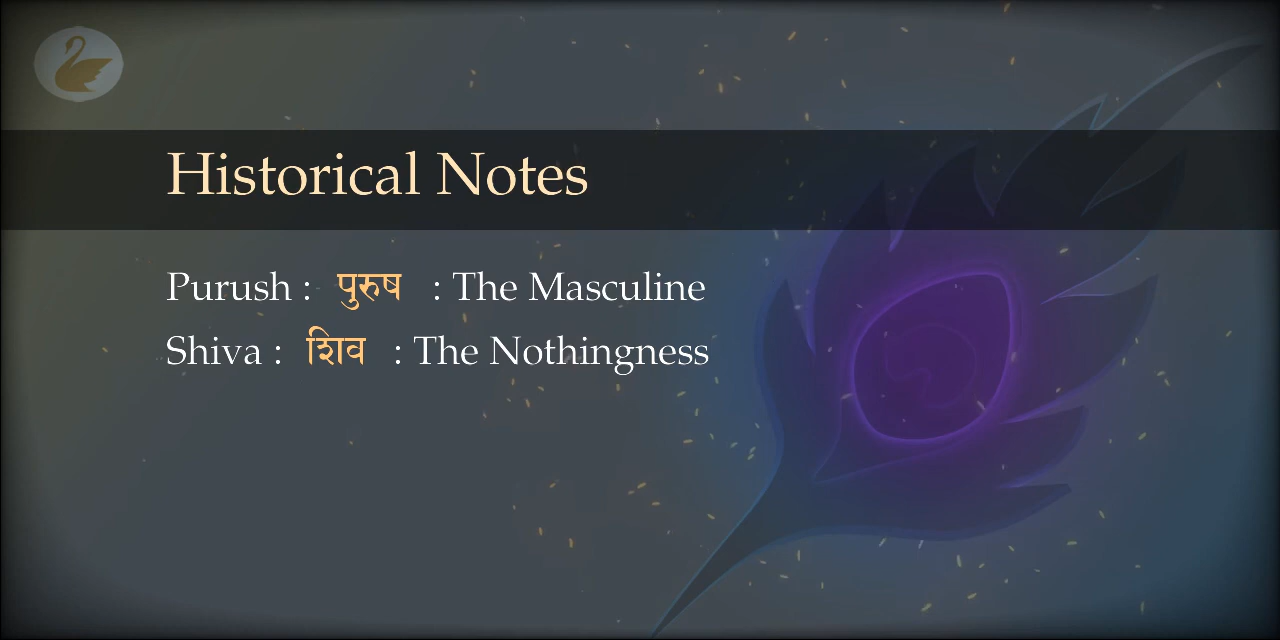 Historical Notes
Purush : पुरुष : The Masculine
Shiva : शिव : The Nothingness